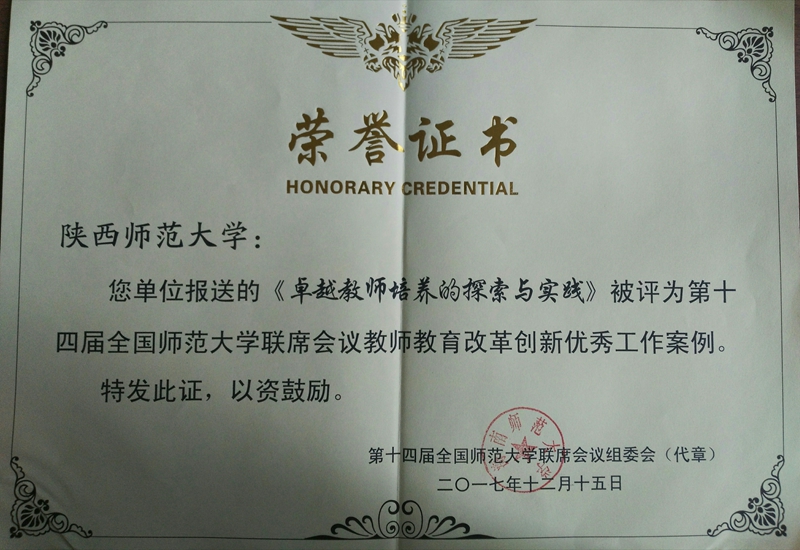 荣誉证书
HONORARY CREDENTIAL
陕西师范大学：
您单位报送的《卓越教师培养的探索与实践》被评为第十
四届全国师范大学联席会议教师教育改革创新优秀工作案例。
特发此证，以资鼓励。
第十四届全国师范大学联席会议组委会（代章）
二〇一七年十二月十五日
师范大学